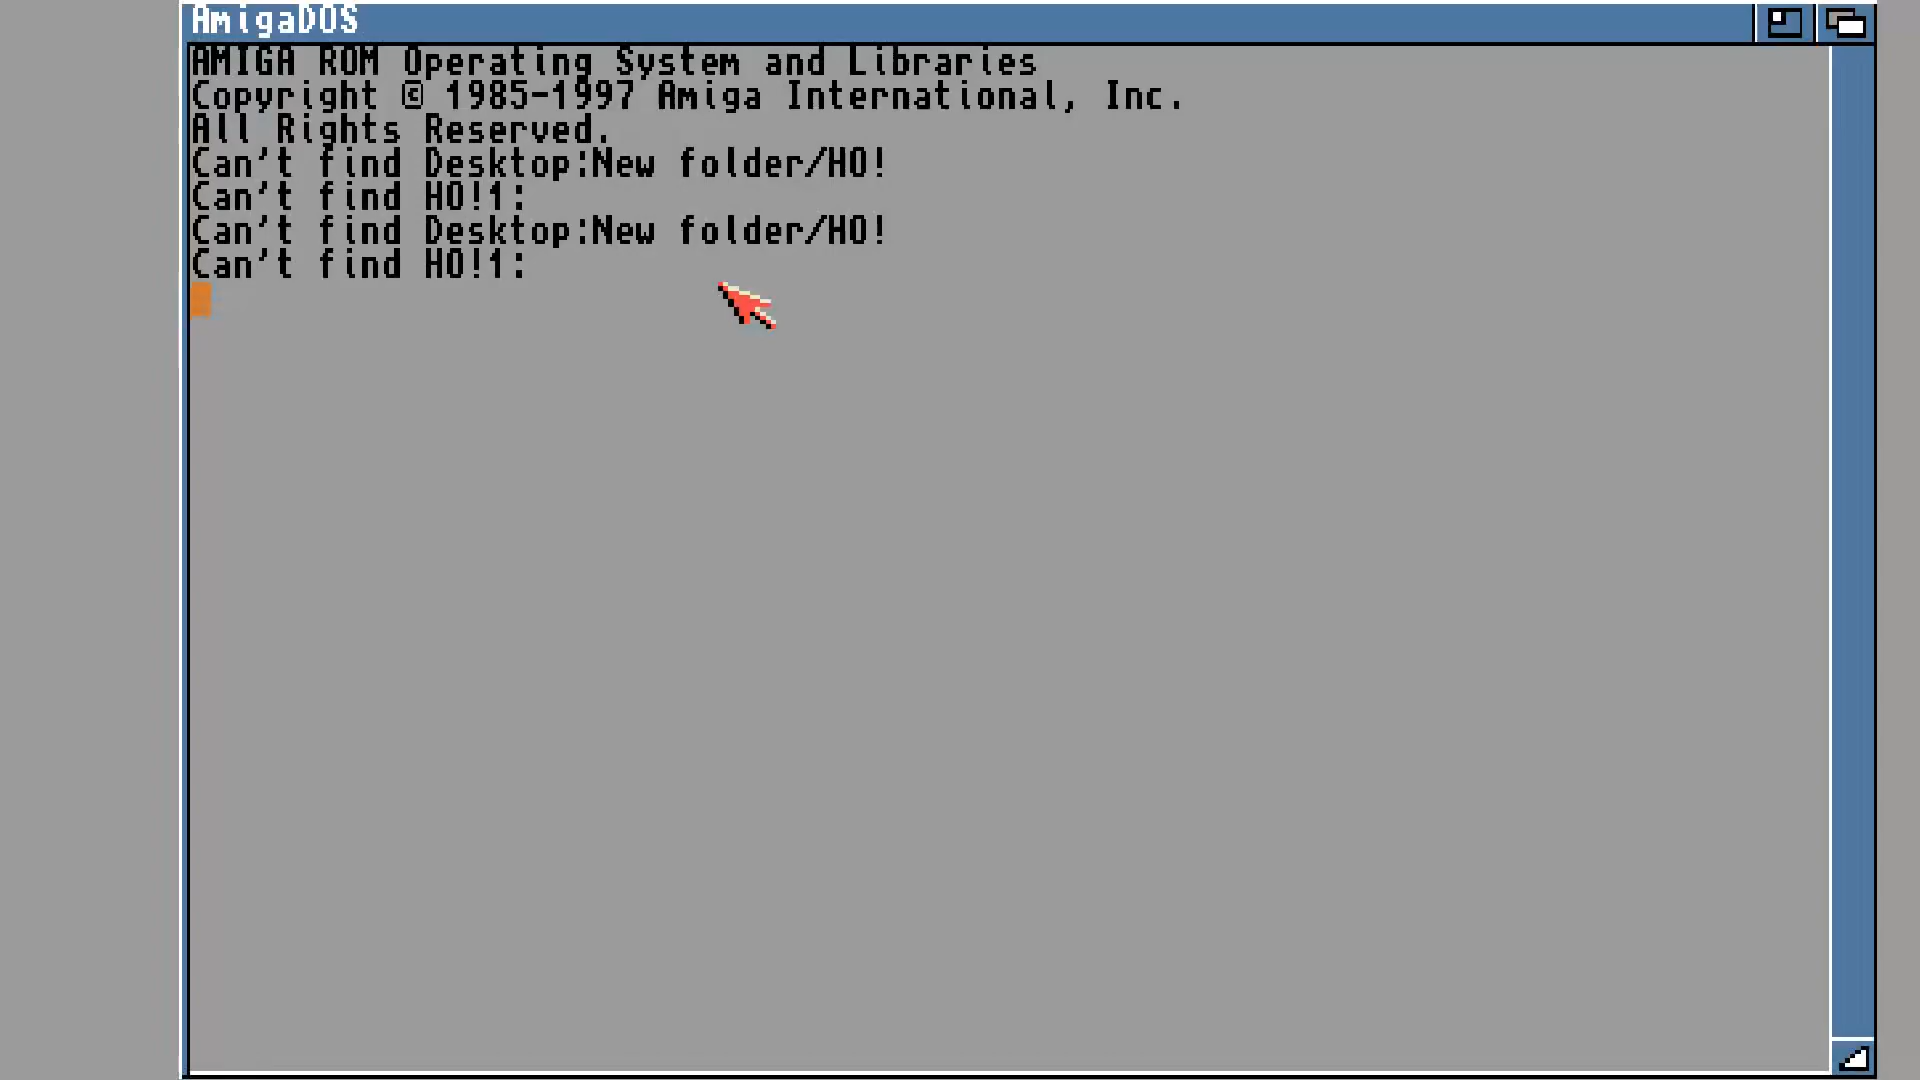 AmigaDOS
AMIGA ROM Operating System and Libraries
Copyright © 1985-1997 Amiga International, Inc.
All Rights Reserved.
Can't find Desktop:New folder/HO!
Can't find HO!1:
Can't find Desktop:New folder/HO!
Can't find HO!1: